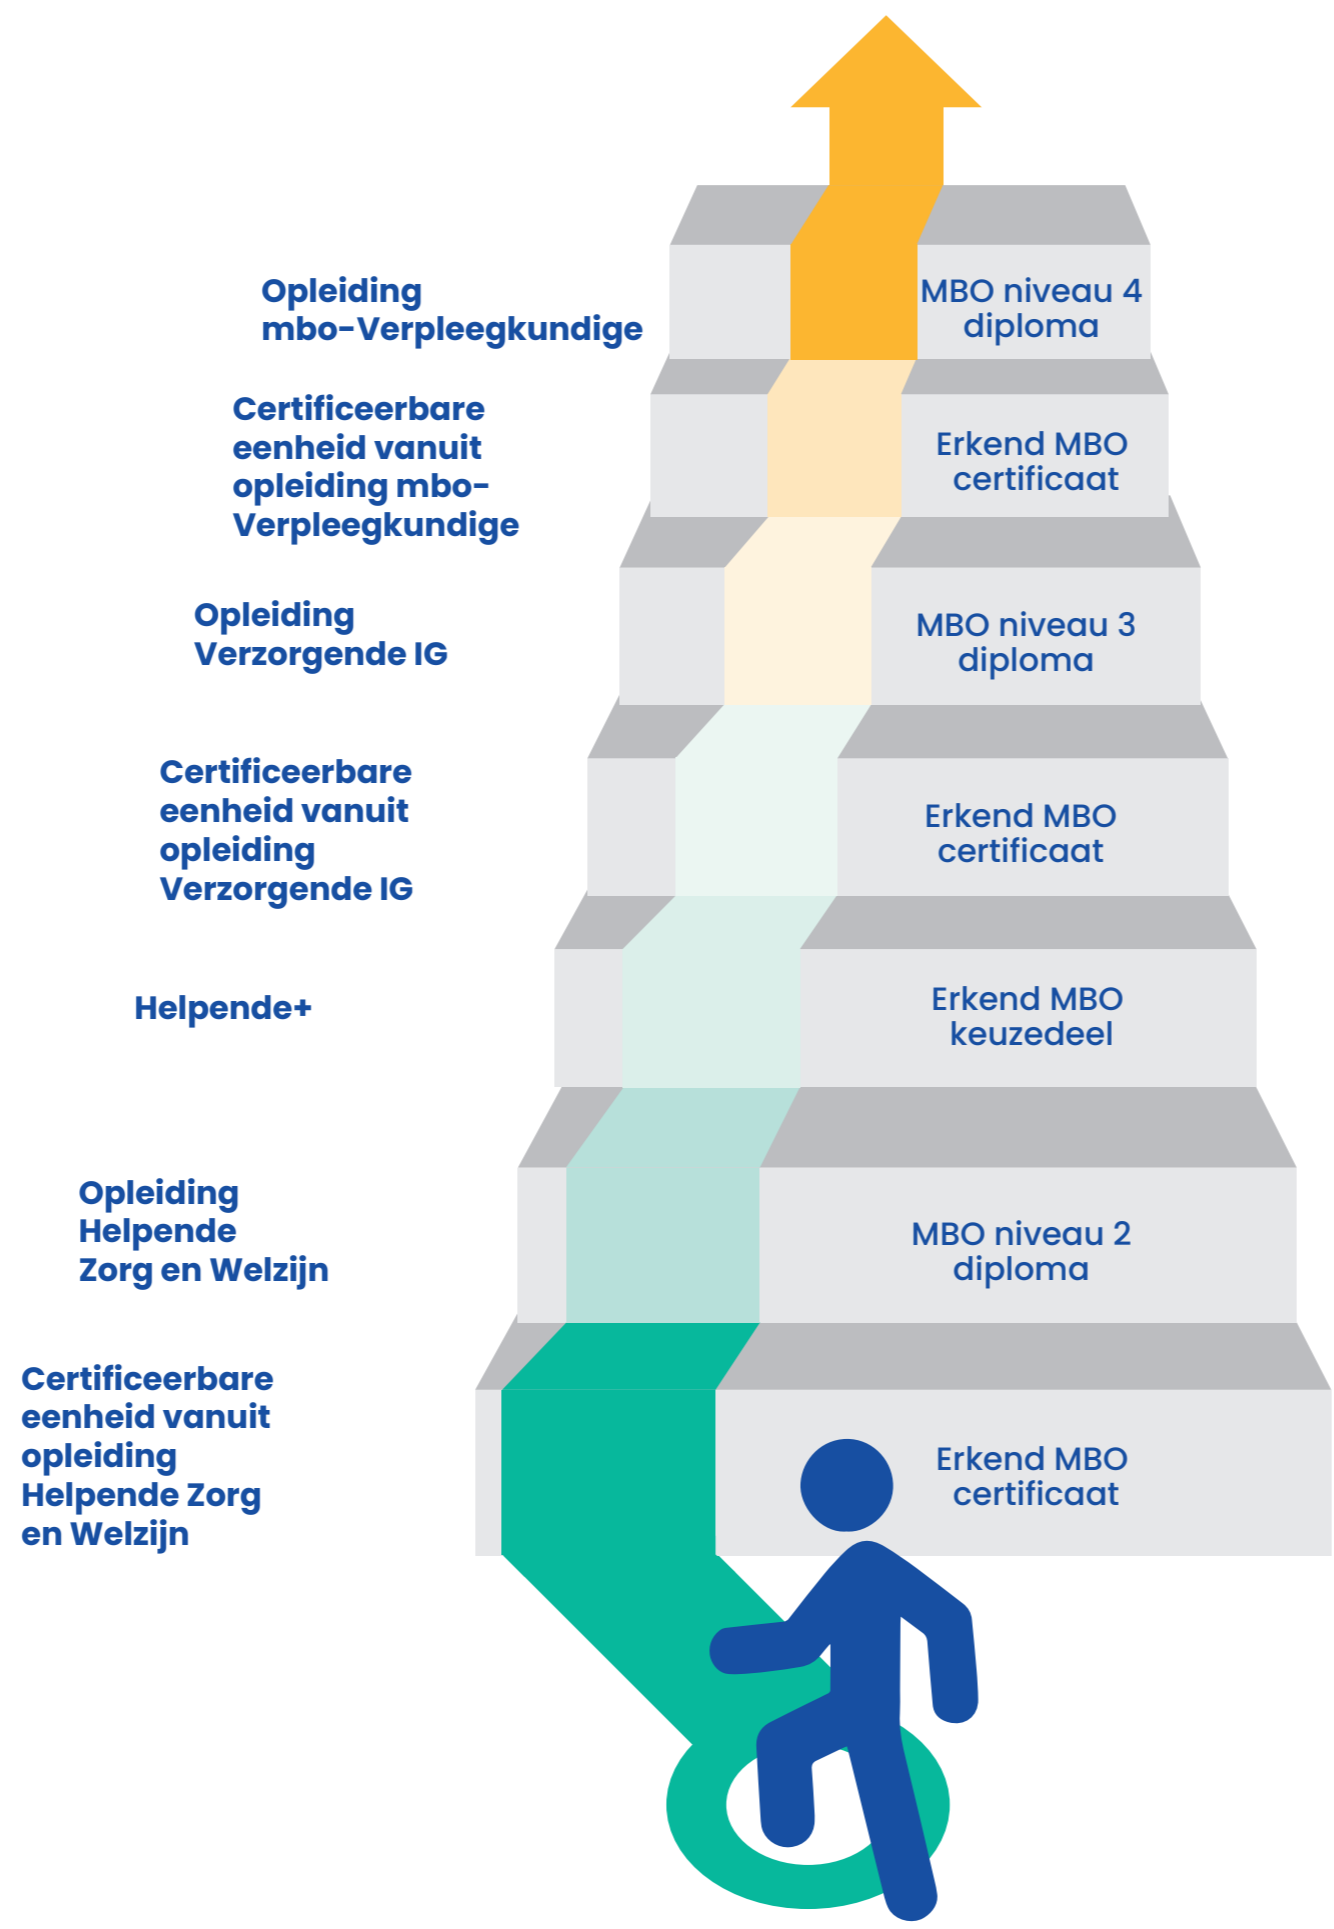 Opleiding
mbo-Verpleegkundige
MBO niveau 4
diploma
Certificeerbare
eenheid vanuit
opleiding mbo-
Verpleegkundige
Erkend MBO
certificaat
Opleiding
Verzorgende IG
MBO niveau 3
diploma
Certificeerbare
eenheid vanuit
opleiding
Verzorgende IG
Erkend MBO
certificaat
Helpende+
Erkend MBO
keuzedeel
Opleiding
Helpende
Zorg en Welzijn
MBO niveau 2
diploma
Certificeerbare
eenheid vanuit
opleiding
Helpende Zorg
en Welzijn
Erkend MBO
certificaat